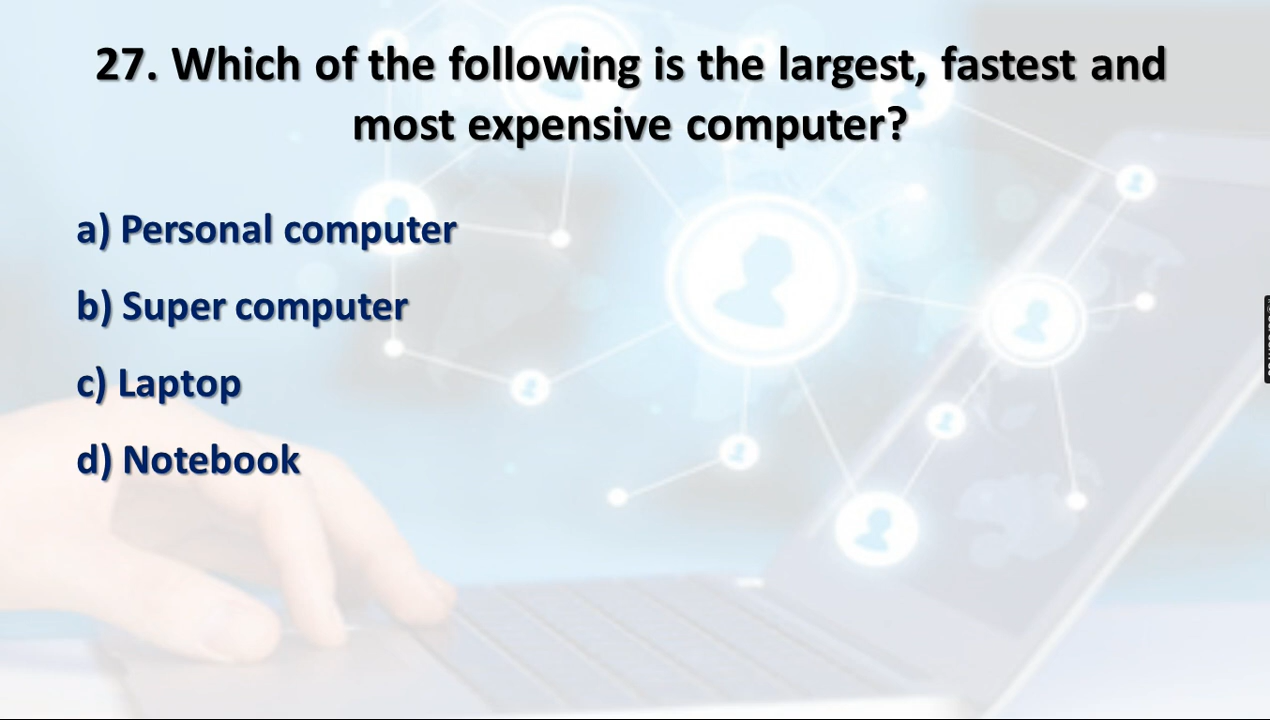 27. Which of the following is the largest, fastest and
most expensive computer?
a) Personal computer
b) Super computer
c) Laptop
d) Notebook